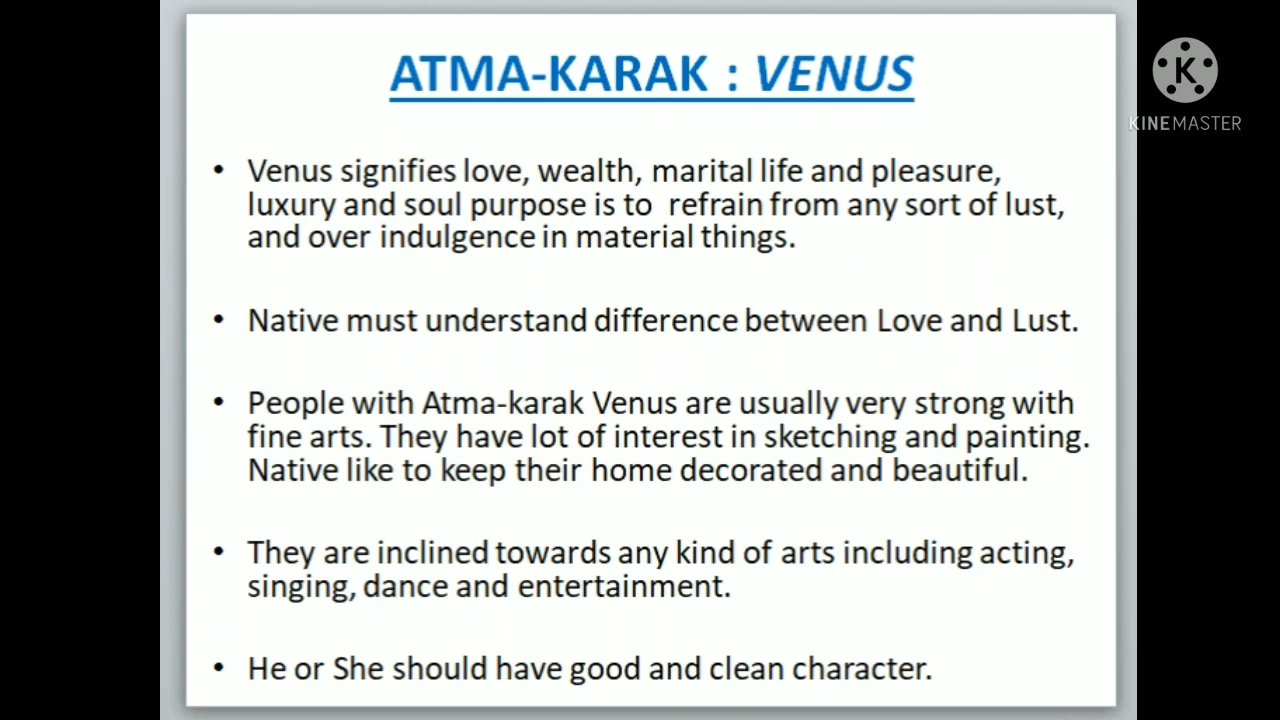 ATMA-KARAK : VENUS
K
KINEMASTER
• Venus signifies love, wealth, marital life and pleasure,
luxury and soul purpose is to refrain from any sort of lust,
and over indulgence in material things.
• Native must understand difference between Love and Lust.
• People with Atma-karak Venus are usually very strong with
fine arts. They have lot of interest in sketching and painting.
Native like to keep their home decorated and beautiful.
• They are inclined towards any kind of arts including acting,
singing, dance and entertainment.
• He or She should have good and clean character.